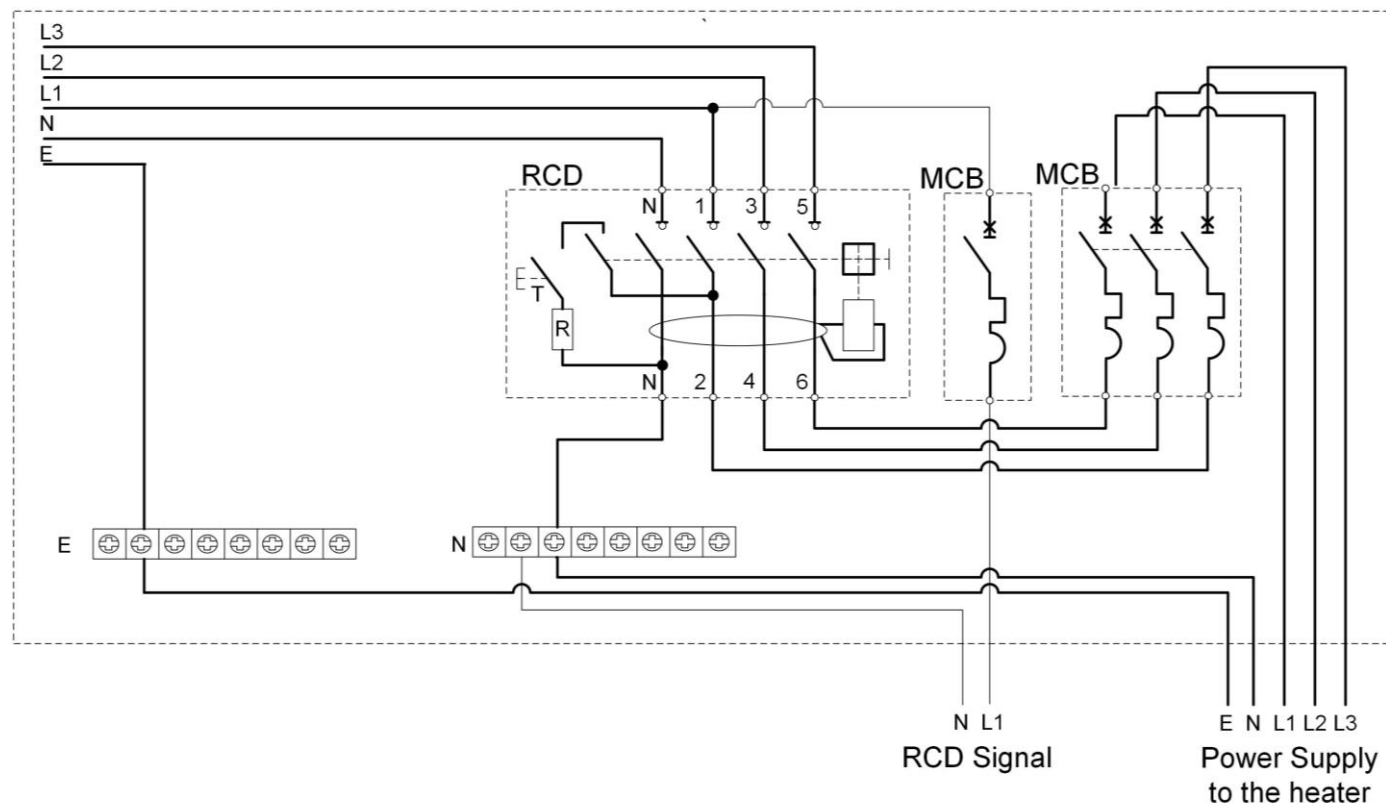 L3
L2
L1
N
E
RCD
MCB
MCB
N 1 3 5
T
R
N 2 4 6
E
N
N L1
E N L1 L2 L3
RCD Signal
Power Supply
to the heater